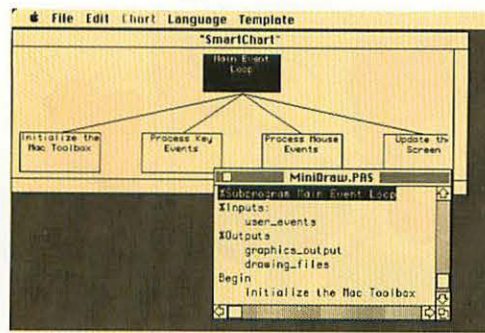 File Edit Chart Language Template
"SmartChart"
Main Event
Loop
Initialize the
Mac Toolbox
Process Key
Events
Process Mouse
Events
Update the
Screen
MiniDraw.PAS
%Subprogram Main Event Loop
%Inputs:
user_events
%Outputs
graphics_output
drawing_files
Begin
Initialize the Mac Toolbox